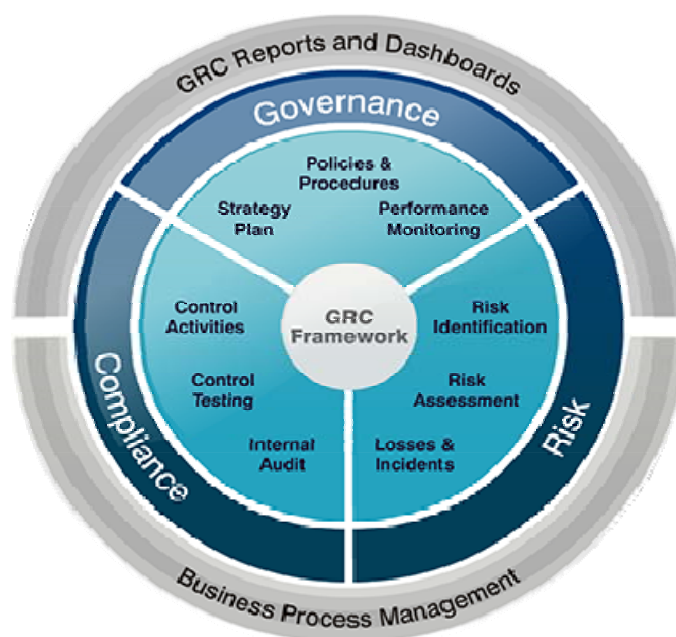 GRC Reports and Dashboards
Governance
Policies &
Procedures
Strategy
Plan
Performance
Monitoring
Control
Activities
GRC
Framework
Risk
Identification
Control
Testing
Risk
Assessment
Internal
Audit
Losses &
Incidents
Compliance
Risk
Business Process Management